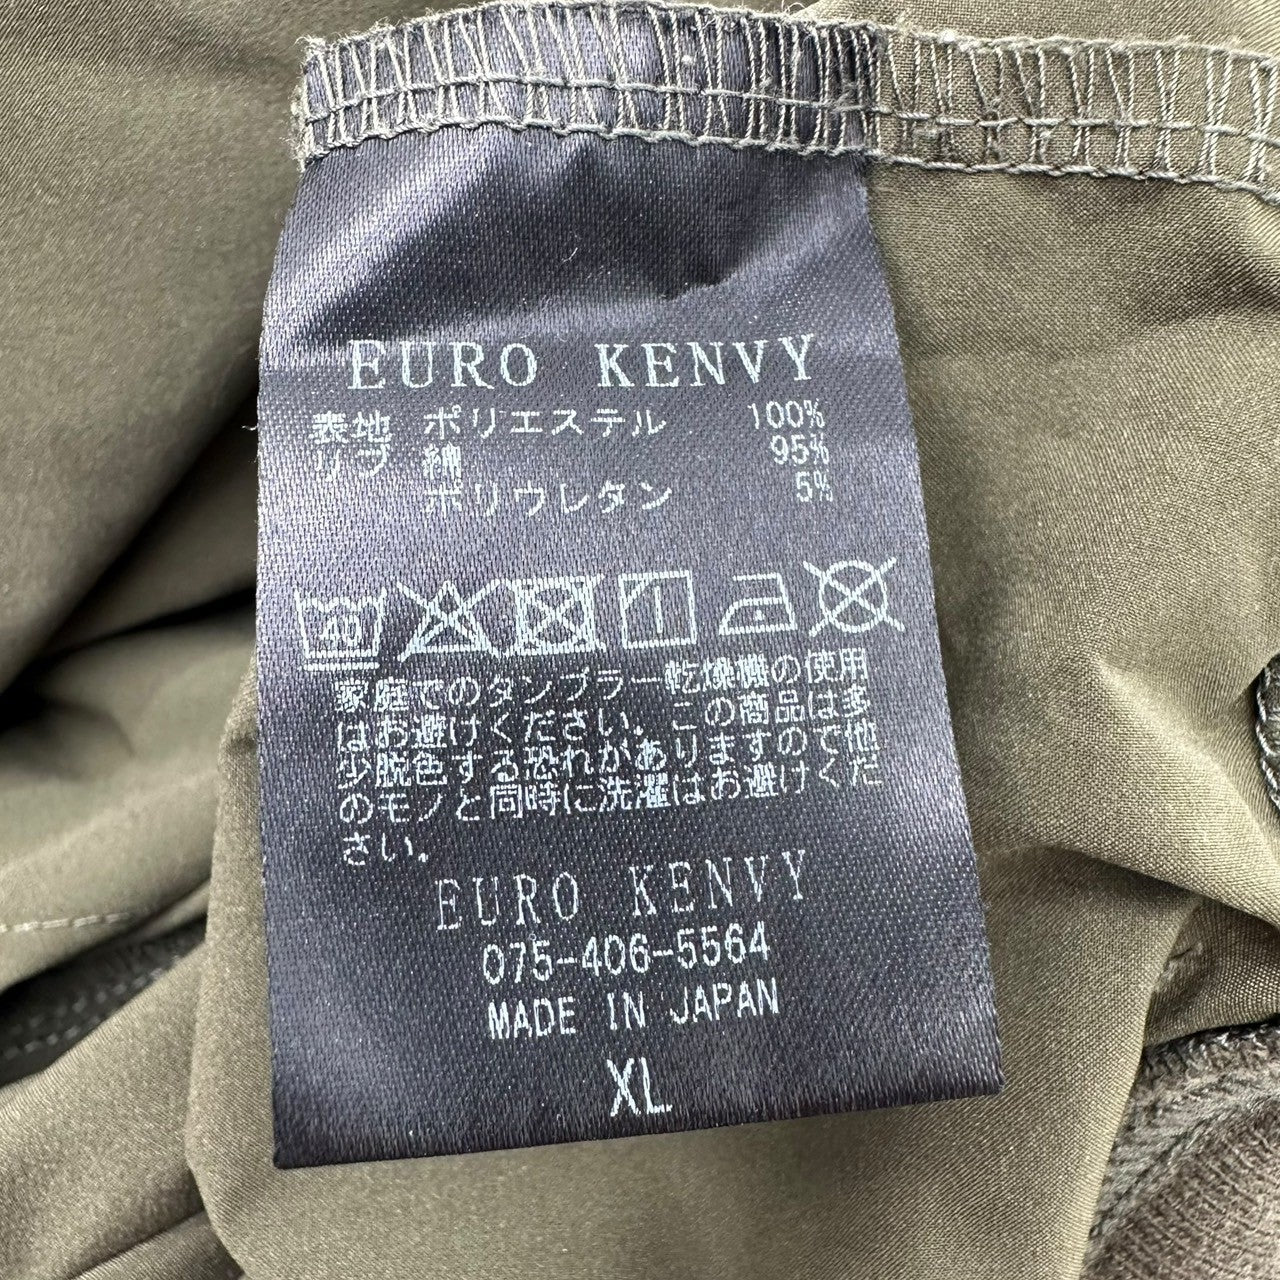 EURO KENVY
表地 ポリエステル 100%
リブ 綿 95%
ポリウレタン 5%
40
家庭でのタンブラー乾燥機の使用
はお避けください。この商品は多
少脱色する恐れがありますので他
のモノと同時に洗濯はお避けくだ
さい。
EURO KENVY
075-406-5564
MADE IN JAPAN
XL